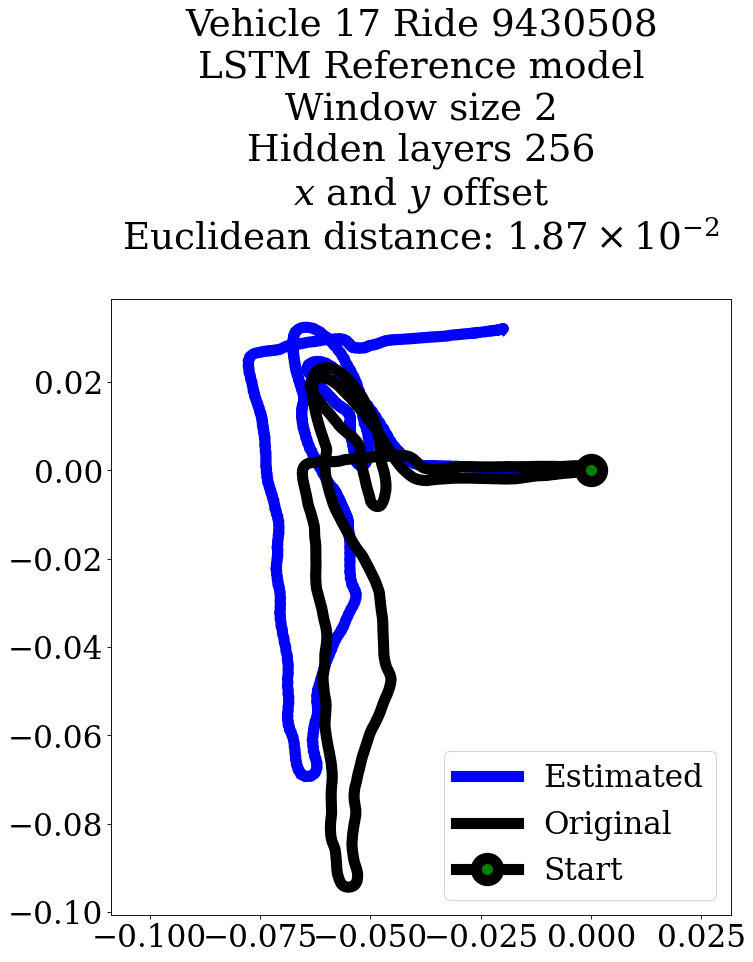 Vehicle 17 Ride 9430508
LSTM Reference model
Window size 2
Hidden layers 256
x and y offset
Euclidean distance: 1.87 × 10⁻²
0.02
0.00
−0.02
−0.04
−0.06
−0.08
−0.10
Estimated
Original
Start
−0.100 −0.075 −0.050 −0.025 0.000 0.025